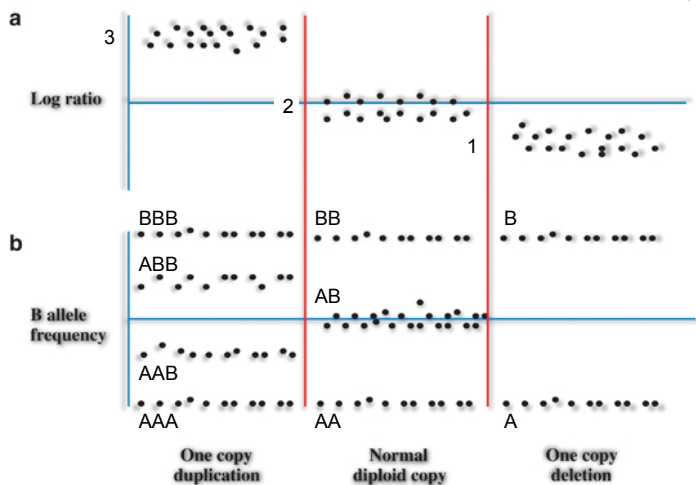 a
3
Log ratio
2
1
b
BBB
BB
B
ABB
AB
B allele
frequency
AAB
AAA
AA
A
One copy
duplication
Normal
diploid copy
One copy
deletion